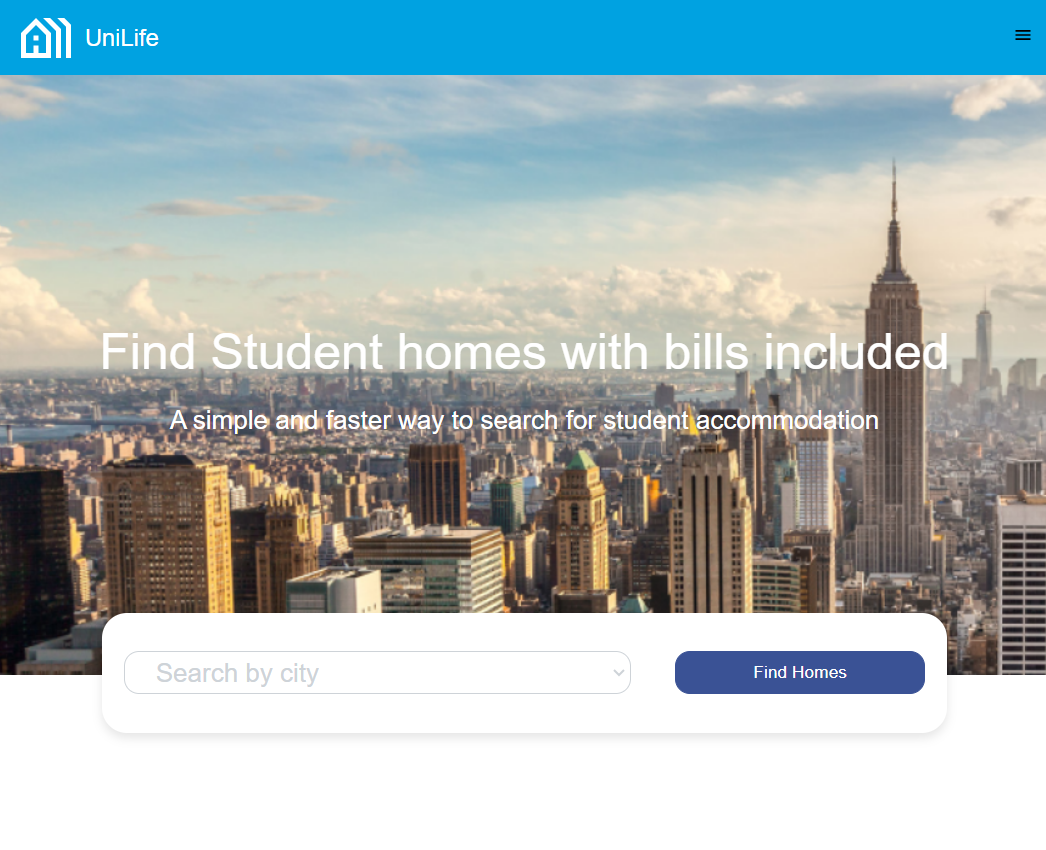 UniLife
Find Student homes with bills included
A simple and faster way to search for student accommodation
Search by city
Find Homes